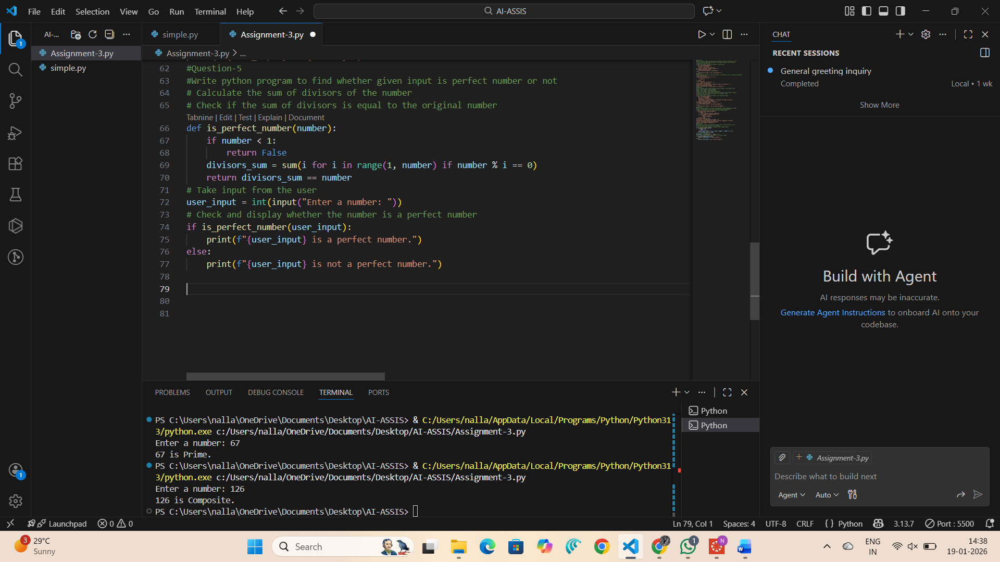 File Edit Selection View Go Run Terminal Help
AI-ASSIS
AI-...
Assignment-3.py
simple.py
simple.py
Assignment-3.py
Assignment-3.py > ...
62 #Question-5
63 #Write python program to find whether given input is perfect number or not
64 # Calculate the sum of divisors of the number
65 # Check if the sum of divisors is equal to the original number
Tabnine | Edit | Test | Explain | Document
66 def is_perfect_number(number):
67 if number < 1:
68 return False
69 divisors_sum = sum(i for i in range(1, number) if number % i == 0)
70 return divisors_sum == number
71 # Take input from the user
72 user_input = int(input("Enter a number: "))
73 # Check and display whether the number is a perfect number
74 if is_perfect_number(user_input):
75 print(f"{user_input} is a perfect number.")
76 else:
77 print(f"{user_input} is not a perfect number.")
78
79
80
81
PROBLEMS OUTPUT DEBUG CONSOLE TERMINAL PORTS
PS C:\Users\nalla\OneDrive\Documents\Desktop\AI-ASSIS> & C:/Users/nalla/AppData/Local/Programs/Python/Python31
3/python.exe c:/Users/nalla/OneDrive/Documents/Desktop/AI-ASSIS/Assignment-3.py
Enter a number: 67
67 is Prime.
PS C:\Users\nalla\OneDrive\Documents\Desktop\AI-ASSIS> & C:/Users/nalla/AppData/Local/Programs/Python/Python31
3/python.exe c:/Users/nalla/OneDrive/Documents/Desktop/AI-ASSIS/Assignment-3.py
Enter a number: 126
126 is Composite.
PS C:\Users\nalla\OneDrive\Documents\Desktop\AI-ASSIS>
Python
Python
CHAT
RECENT SESSIONS
General greeting inquiry
Completed Local • 1 wk
Show More
Build with Agent
AI responses may be inaccurate.
Generate Agent Instructions to onboard AI onto your
codebase.
Assignment-3.py
Describe what to build next
Agent Auto
1
1
Launchpad 0 0
Ln 79, Col 1 Spaces: 4 UTF-8 CRLF {} Python 3.13.7 Port : 5500
3
29°C
Sunny
Search
1
N
ENG
IN
14:38
19-01-2026